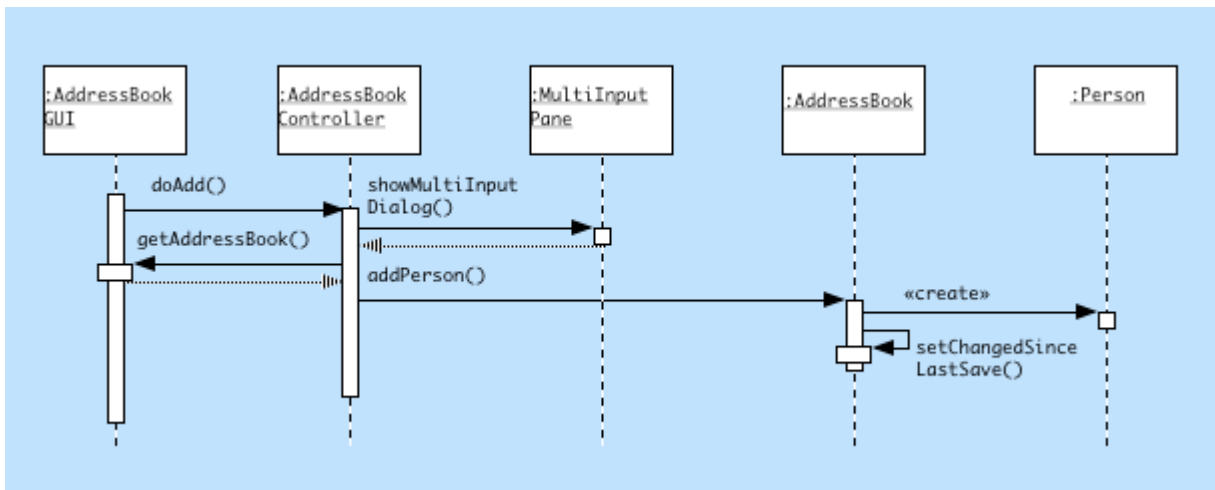 :AddressBook
GUI
:AddressBook
Controller
:MultiInput
Pane
:AddressBook
:Person
doAdd()
showMultiInput
Dialog()
getAddressBook()
addPerson()
«create»
setChangedSince
LastSave()